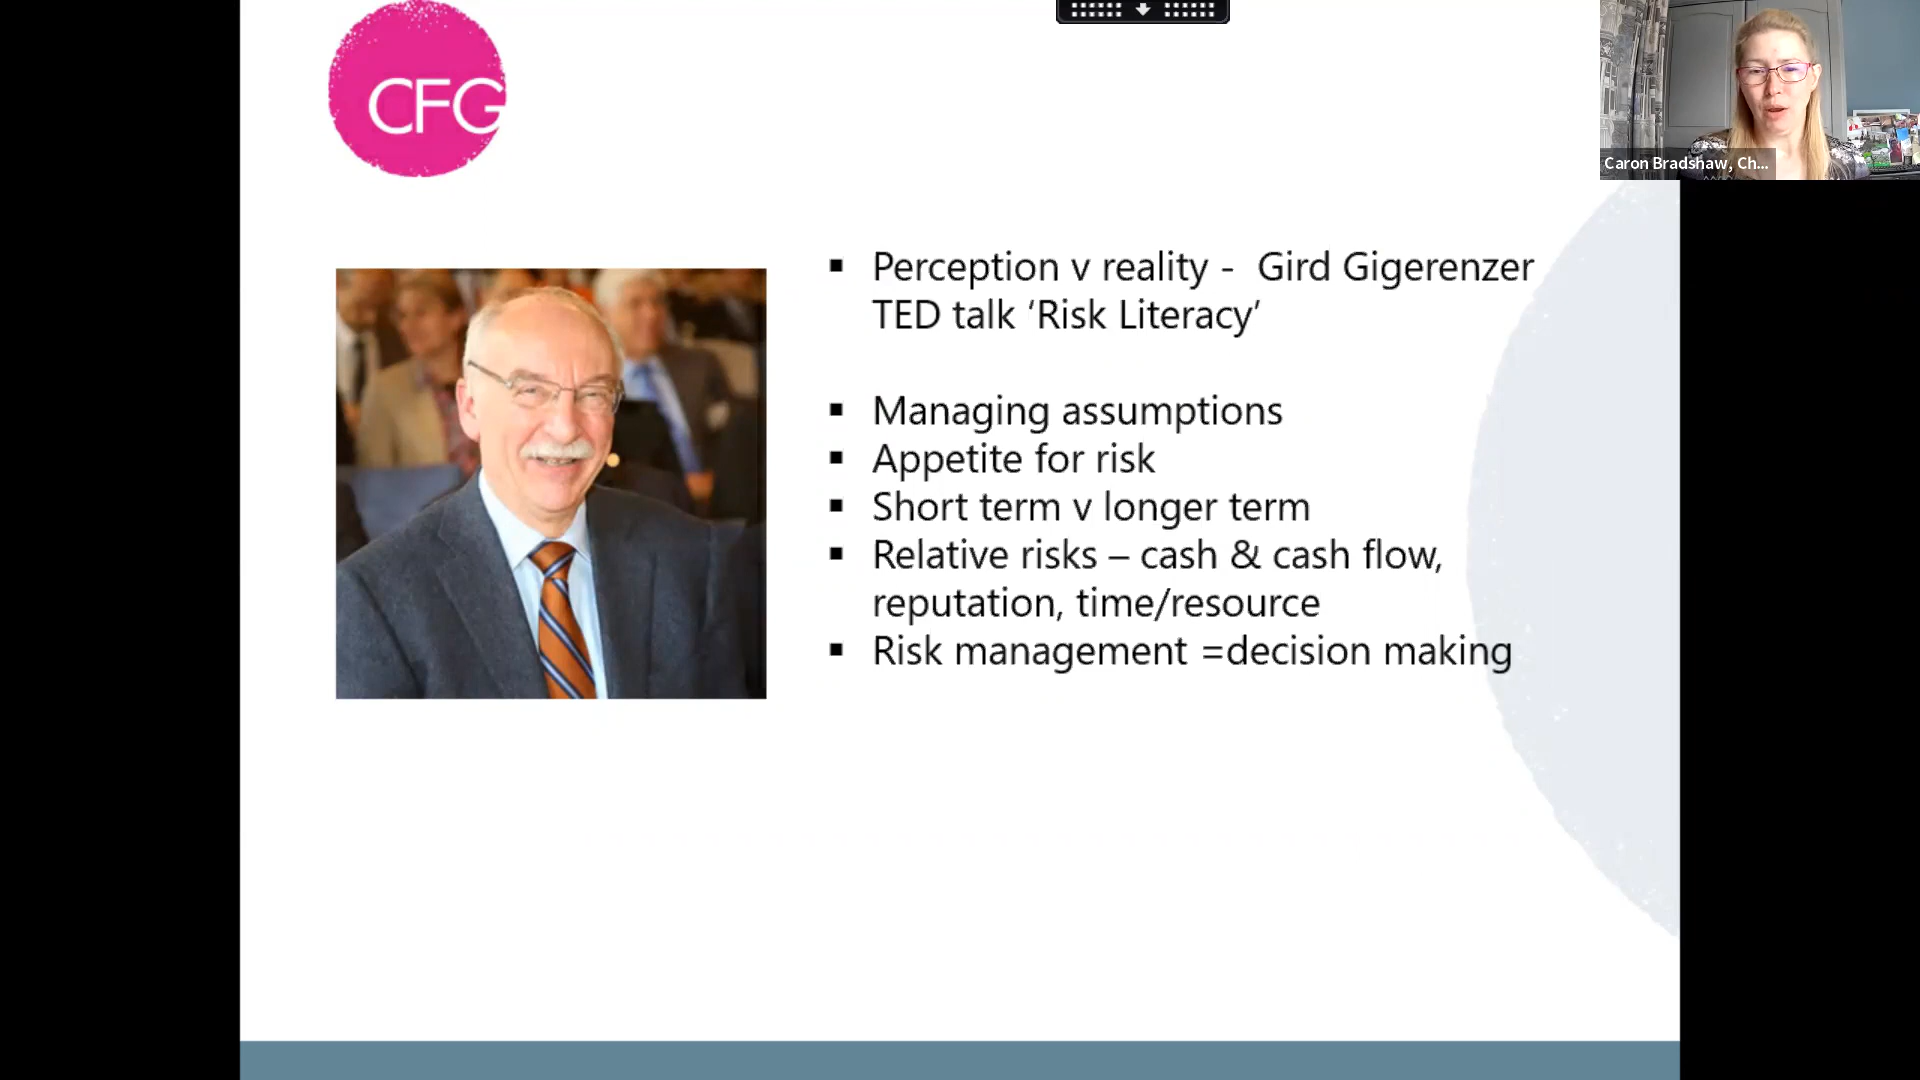 CFG
Caron Bradshaw, Ch...
▪ Perception v reality - Gird Gigerenzer
TED talk ‘Risk Literacy’
▪ Managing assumptions
▪ Appetite for risk
▪ Short term v longer term
▪ Relative risks – cash & cash flow,
reputation, time/resource
▪ Risk management =decision making